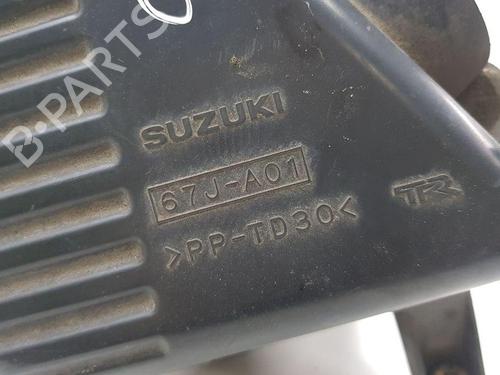 B-PARTS
SUZUKI
67J-A01
>PP-TD30<
TR